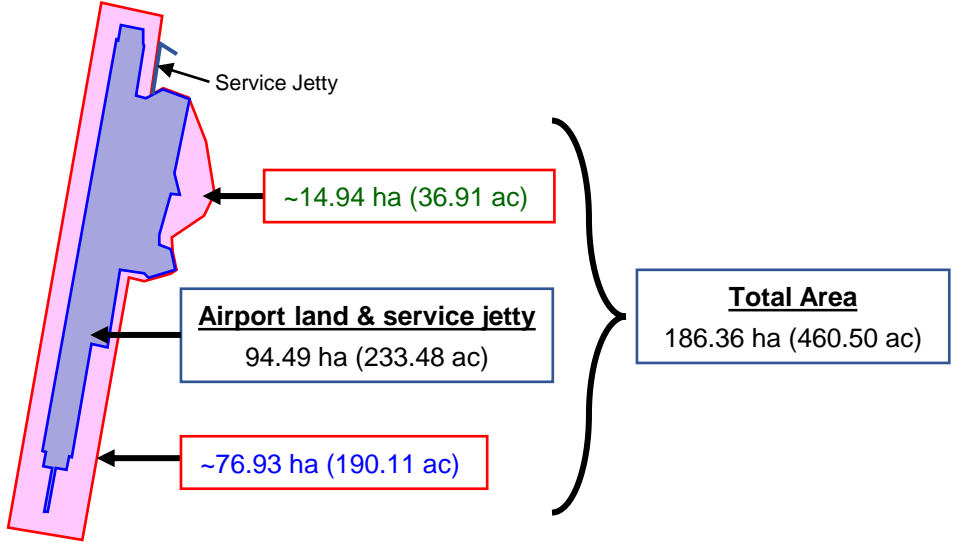 Service Jetty
~14.94 ha (36.91 ac)
Airport land & service jetty
94.49 ha (233.48 ac)
~76.93 ha (190.11 ac)
Total Area
186.36 ha (460.50 ac)